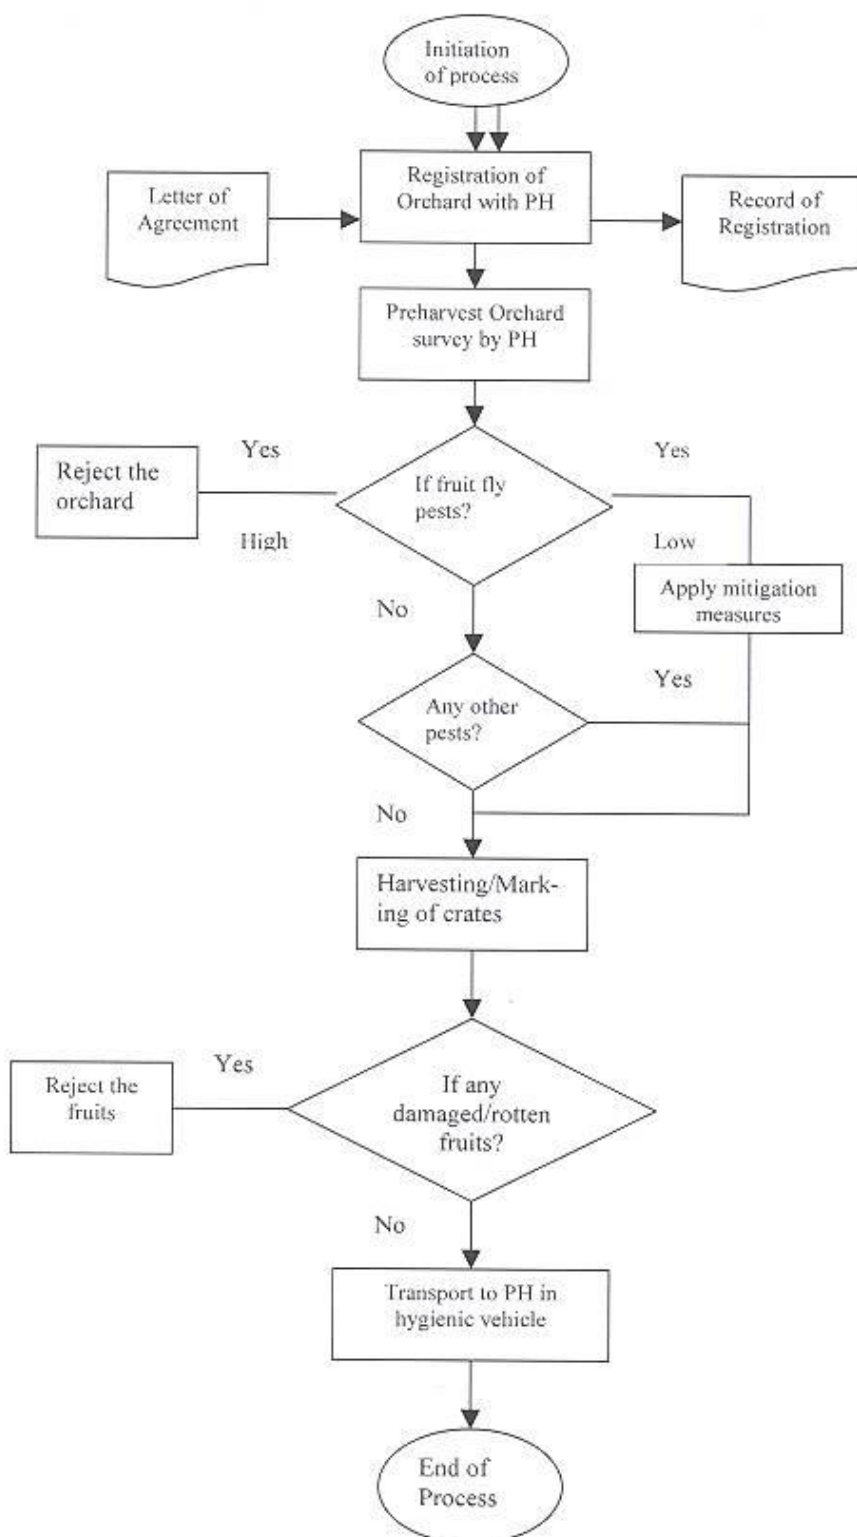 Initiation
of process
Letter of
Agreement
Registration of
Orchard with PH
Record of
Registration
Preharvest Orchard
survey by PH
Reject the
orchard
Yes
High
If fruit fly
pests?
Yes
Low
Apply mitigation
measures
No
Any other
pests?
Yes
No
Harvesting/Mark-
ing of crates
Reject the
fruits
Yes
If any
damaged/rotten
fruits?
No
Transport to PH in
hygienic vehicle
End of
Process